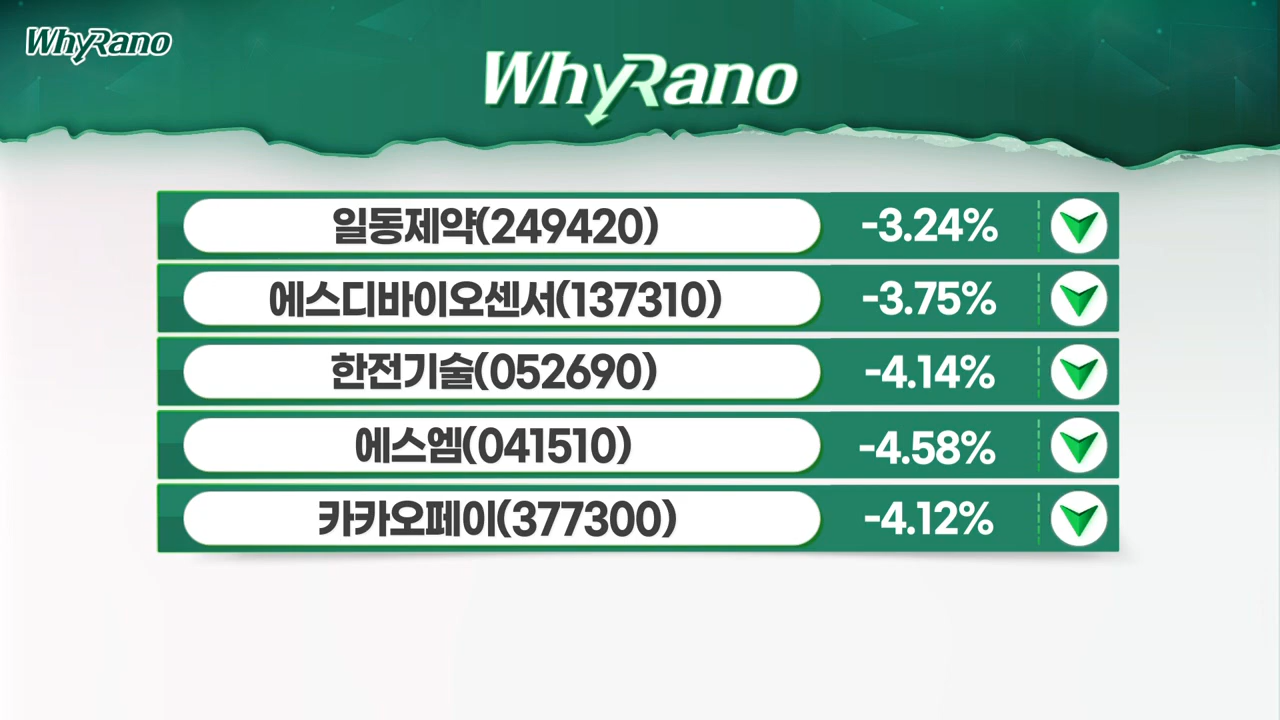 WhyRano
WhyRano
일동제약(249420) -3.24%
에스디바이오센서(137310) -3.75%
한전기술(052690) -4.14%
에스엠(041510) -4.58%
카카오페이(377300) -4.12%